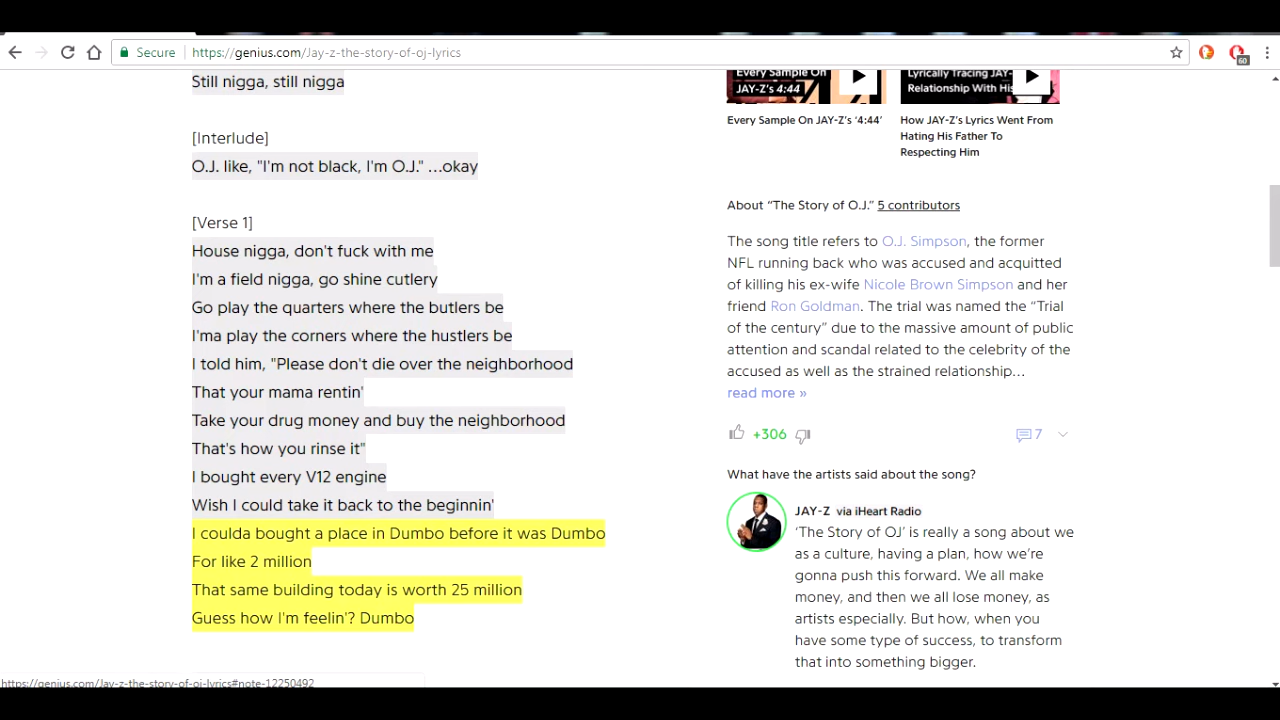 Secure
https://genius.com/Jay-z-the-story-of-oj-lyrics
60
Still nigga, still nigga
[Interlude]
O.J. like, "I'm not black, I'm O.J." ...okay
[Verse 1]
House nigga, don't fuck with me
I'm a field nigga, go shine cutlery
Go play the quarters where the butlers be
I'ma play the corners where the hustlers be
I told him, "Please don't die over the neighborhood
That your mama rentin'
Take your drug money and buy the neighborhood
That's how you rinse it"
I bought every V12 engine
Wish I could take it back to the beginnin'
I coulda bought a place in Dumbo before it was Dumbo
For like 2 million
That same building today is worth 25 million
Guess how I'm feelin'? Dumbo
https://genius.com/Jay-z-the-story-of-oj-lyrics#note-12250492
Every Sample On
JAY-Z's 4:44
Every Sample On JAY-Z's '4:44'
Lyrically Tracing JAY-
Relationship With His
How JAY-Z's Lyrics Went From
Hating His Father To
Respecting Him
About “The Story of O.J.” 5 contributors
The song title refers to O.J. Simpson, the former
NFL running back who was accused and acquitted
of killing his ex-wife Nicole Brown Simpson and her
friend Ron Goldman. The trial was named the “Trial
of the century” due to the massive amount of public
attention and scandal related to the celebrity of the
accused as well as the strained relationship...
read more »
+306
7
What have the artists said about the song?
JAY-Z via iHeart Radio
‘The Story of OJ’ is really a song about we
as a culture, having a plan, how we’re
gonna push this forward. We all make
money, and then we all lose money, as
artists especially. But how, when you
have some type of success, to transform
that into something bigger.